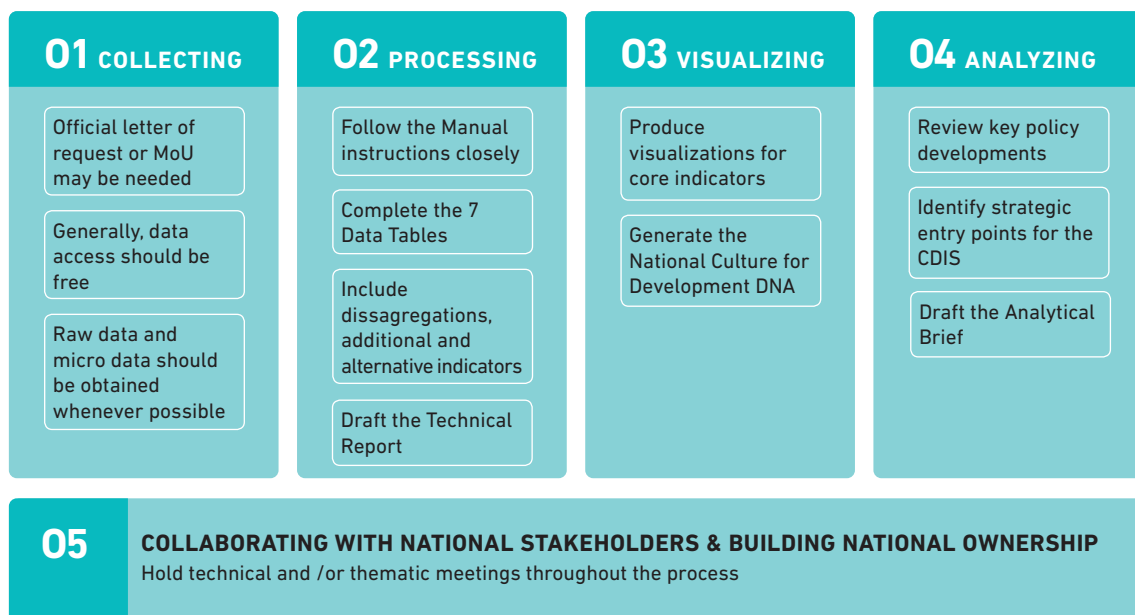 01 COLLECTING
Official letter of
request or MoU
may be needed
Generally, data
access should be
free
Raw data and
micro data should
be obtained
whenever possible
02 PROCESSING
Follow the Manual
instructions closely
Complete the 7
Data Tables
Include
dissagregations,
additional and
alternative indicators
Draft the Technical
Report
03 VISUALIZING
Produce
visualizations for
core indicators
Generate the
National Culture for
Development DNA
04 ANALYZING
Review key policy
developments
Identify strategic
entry points for the
CDIS
Draft the Analytical
Brief
05
COLLABORATING WITH NATIONAL STAKEHOLDERS & BUILDING NATIONAL OWNERSHIP
Hold technical and /or thematic meetings throughout the process